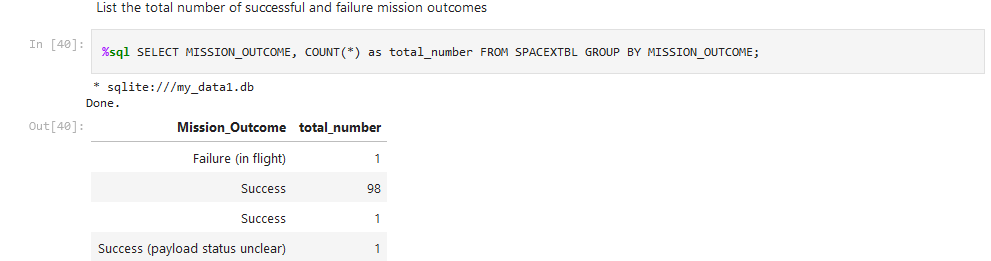 List the total number of successful and failure mission outcomes
In [40]: %sql SELECT MISSION_OUTCOME, COUNT(*) as total_number FROM SPACEXTBL GROUP BY MISSION_OUTCOME;
* sqlite:///my_data1.db
Done.
Out[40]: Mission_Outcome total_number
Failure (in flight) 1
Success 98
Success 1
Success (payload status unclear) 1